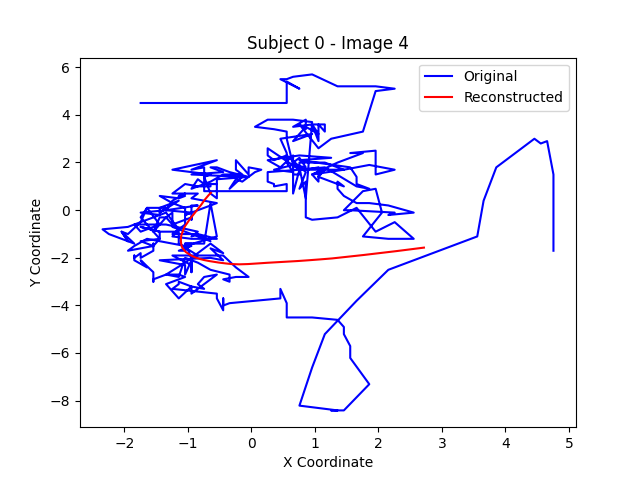 Subject 0 - Image 4
Original
Reconstructed
6
4
2
0
−2
−4
−6
−8
Y Coordinate
−2 −1 0 1 2 3 4 5
X Coordinate